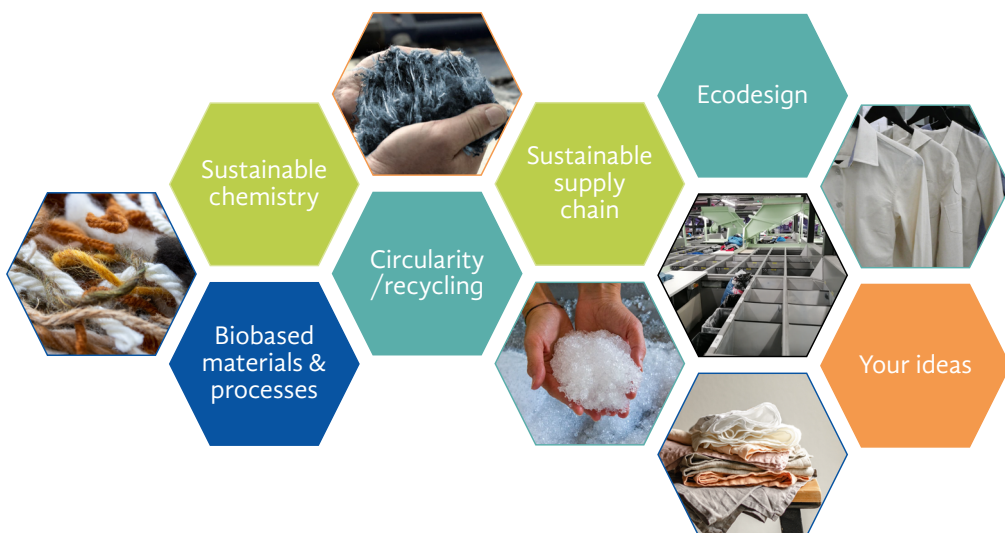 Ecodesign
Sustainable
chemistry
Sustainable
supply
chain
Circularity
/recycling
Biobased
materials &
processes
Your ideas